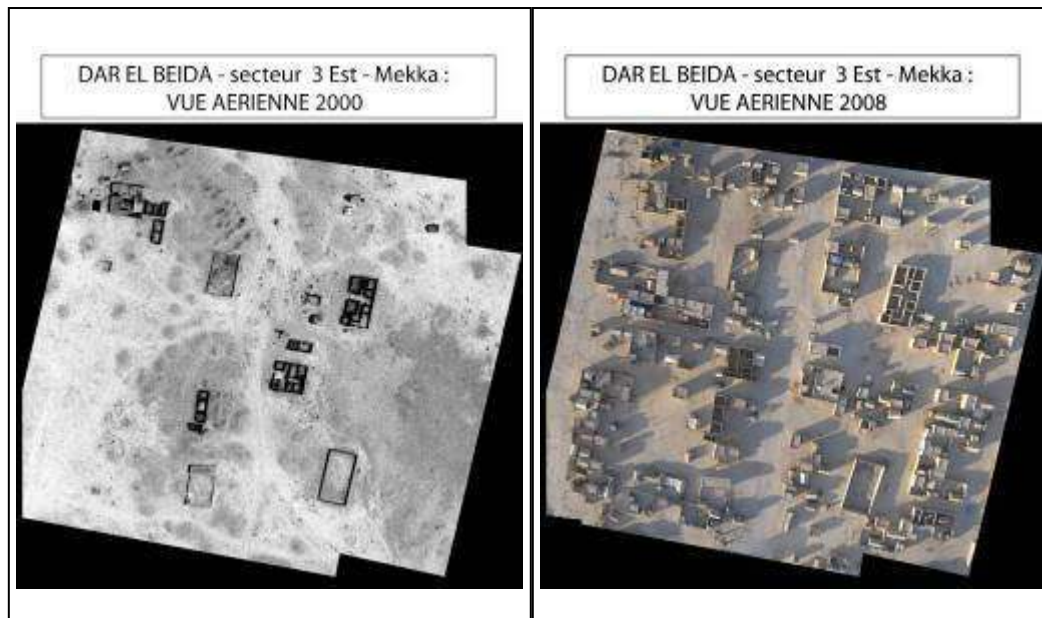 DAR EL BEIDA - secteur 3 Est - Mekka :
VUE AERIENNE 2000
DAR EL BEIDA - secteur 3 Est - Mekka :
VUE AERIENNE 2008